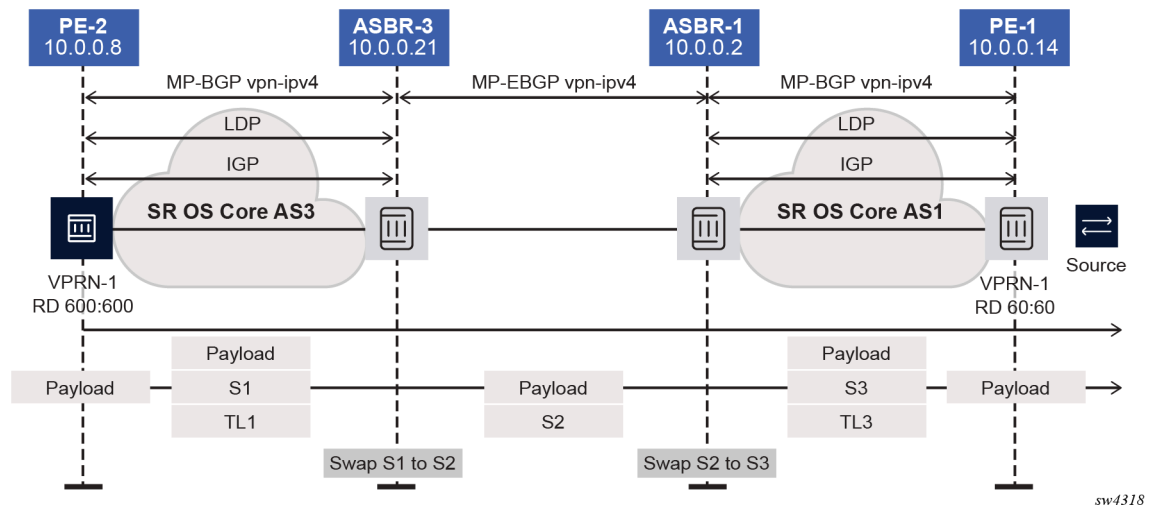 PE-2
10.0.0.8
ASBR-3
10.0.0.21
ASBR-1
10.0.0.2
PE-1
10.0.0.14
MP-BGP vpn-ipv4
MP-EBGP vpn-ipv4
MP-BGP vpn-ipv4
LDP
LDP
IGP
IGP
SR OS Core AS3
SR OS Core AS1
Source
VPRN-1
RD 600:600
VPRN-1
RD 60:60
Payload
Payload
S1
TL1
Payload
S2
Payload
S3
TL3
Payload
Swap S1 to S2
Swap S2 to S3
sw4318